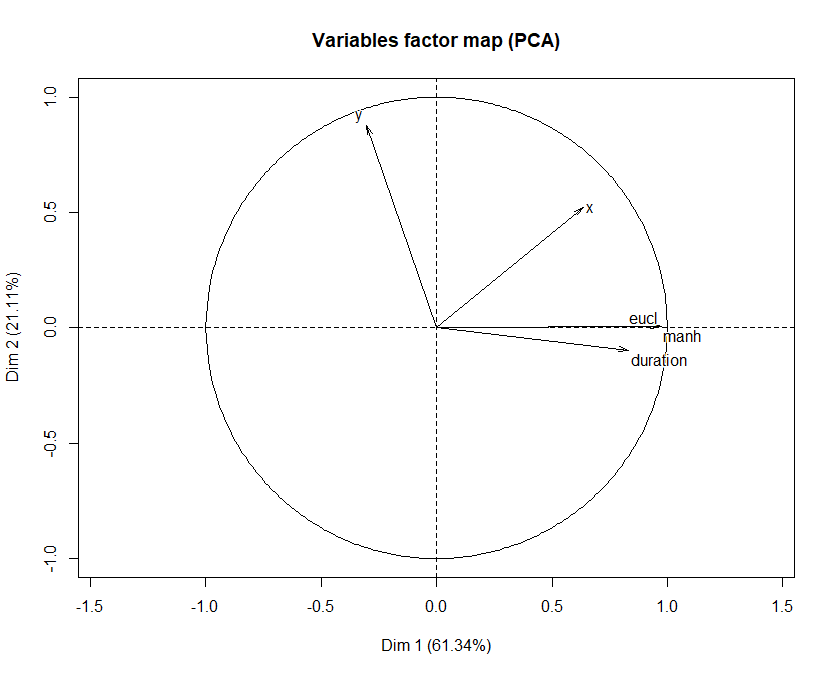 Variables factor map (PCA)
y
x
eucl
manh
duration
1.0
0.5
0.0
-0.5
-1.0
Dim 2 (21.11%)
-1.5
-1.0
-0.5
0.0
0.5
1.0
1.5
Dim 1 (61.34%)